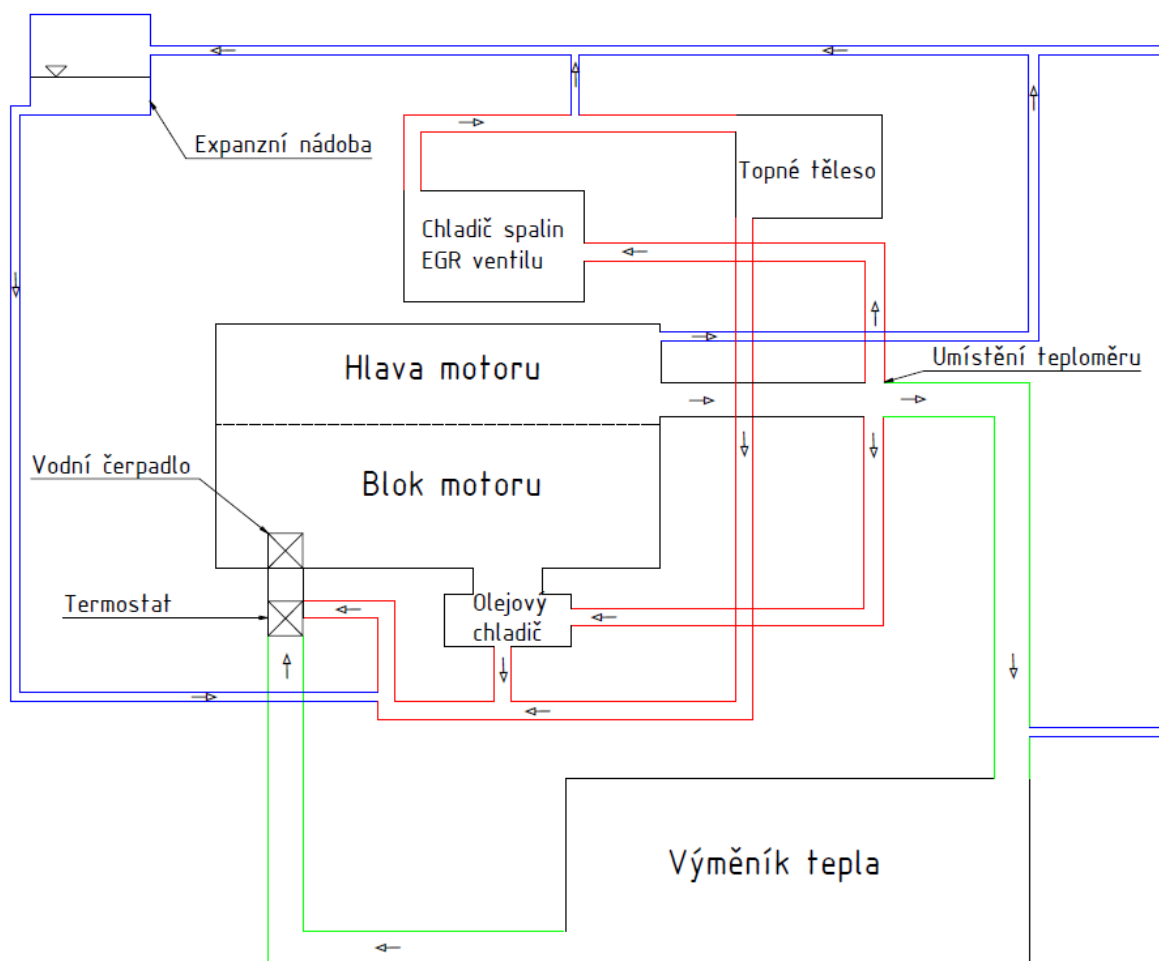 Expanzní nádoba
Topné těleso
Chladič spalin
EGR ventilu
Hlava motoru
Umístění teploměru
Vodní čerpadlo
Blok motoru
Termostat
Olejový
chladič
Výměník tepla